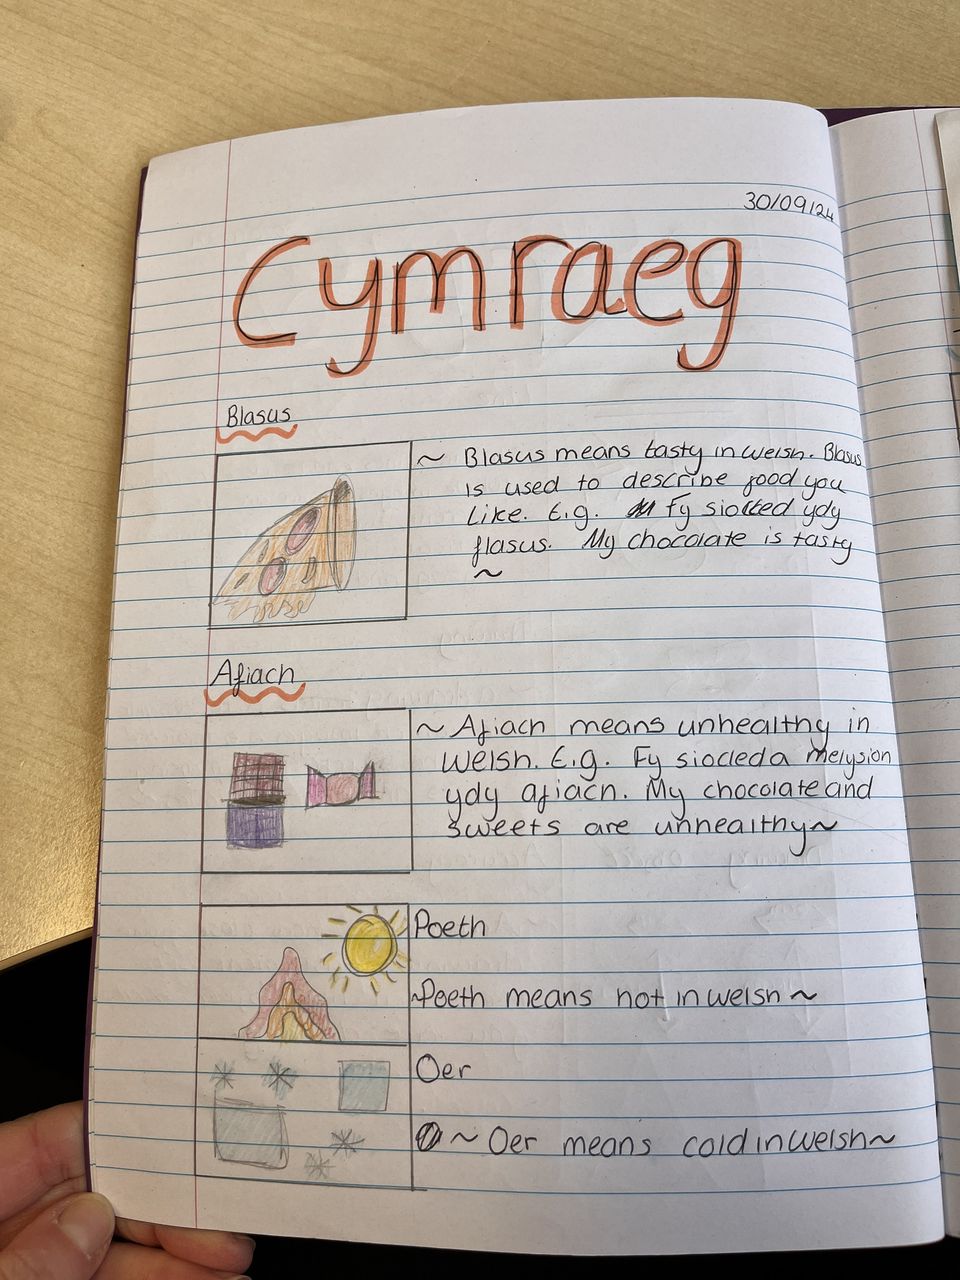 30/09/24
Cymraeg
Blasus
~ Blasus means tasty in welsh. Blasus
is used to describe food you
like. E.g. Fy siocled ydy
flasus. My chocolate is tasty
~
Afiach
~ Afiach means unhealthy in
welsh. E.g. Fy siocled a melysion
ydy afiach. My chocolate and
sweets are unhealthy~
Poeth
~Poeth means hot in welsh ~
Oer
~ Oer means cold in welsh~